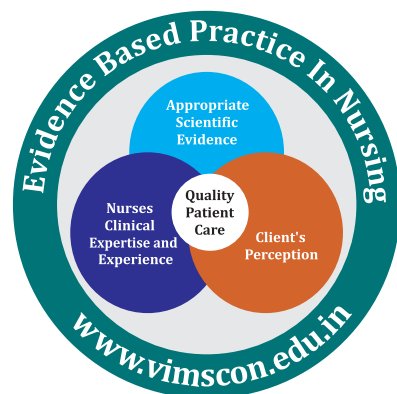 Evidence Based Practice In Nursing
Appropriate
Scientific
Evidence
Nurses
Clinical
Expertise and
Experience
Quality
Patient
Care
Client's
Perception
www.vimscon.edu.in